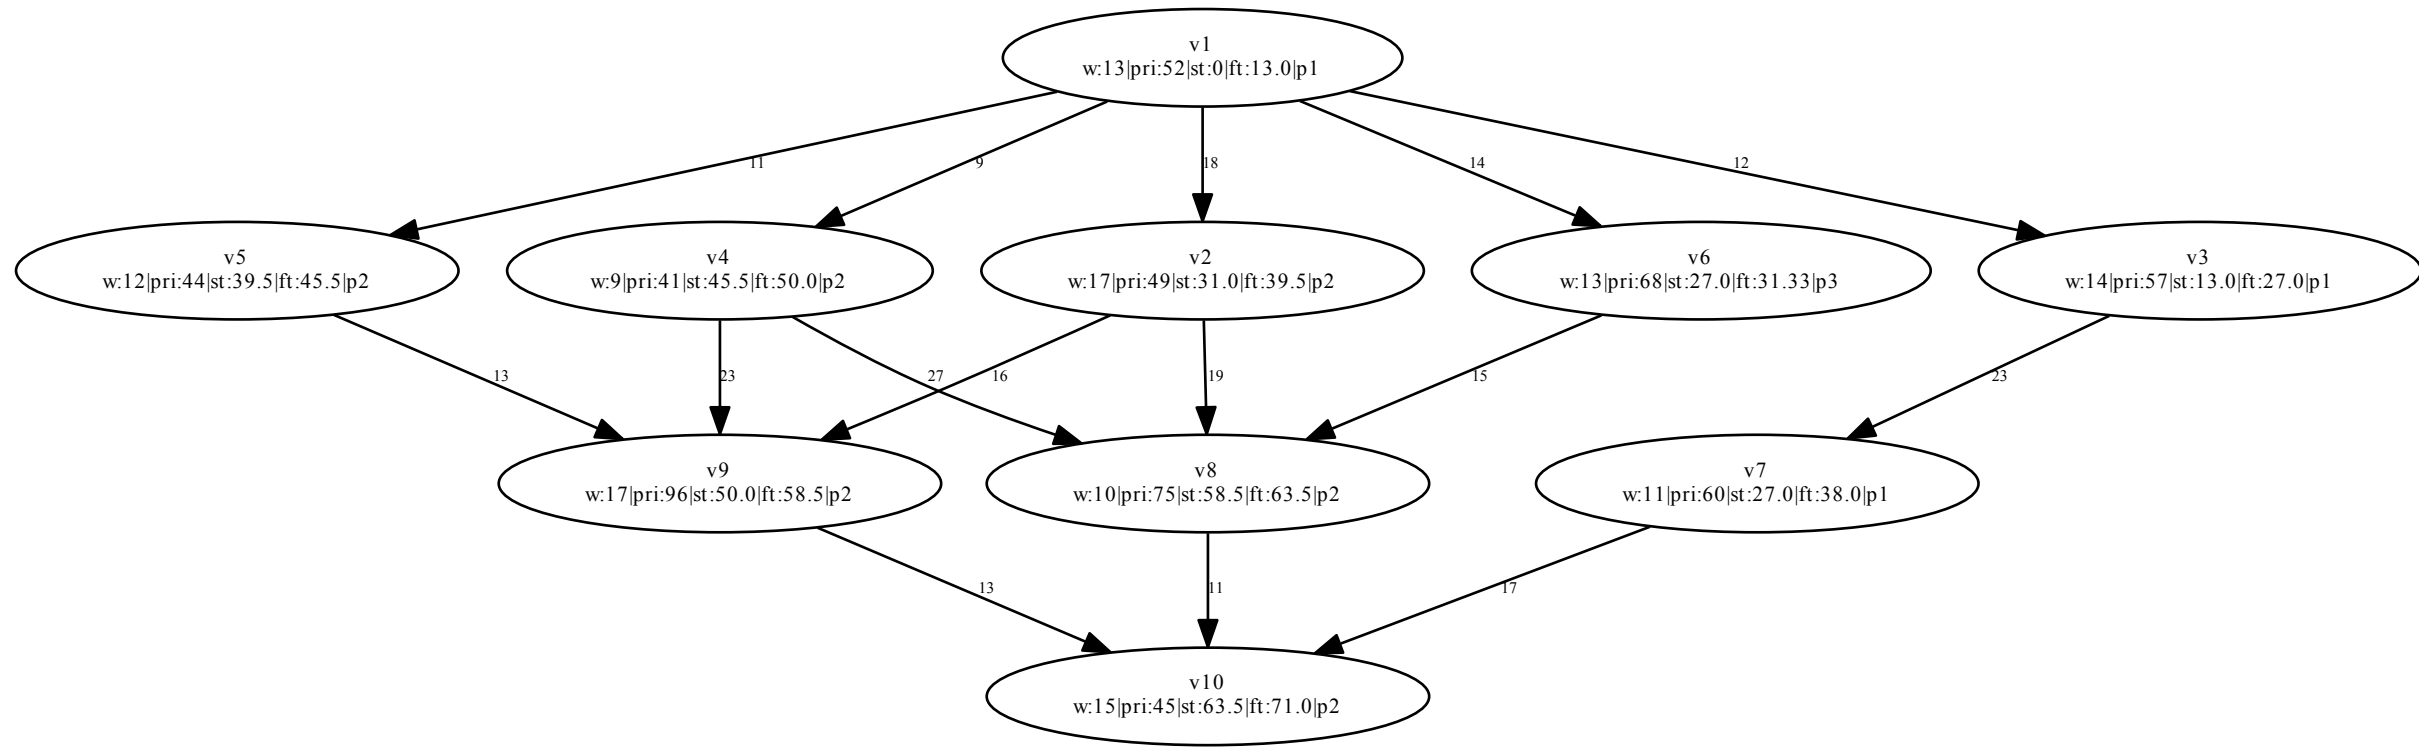 v1
w:13|pri:52|st:0|ft:13.0|p1
11
9
18
14
12
v5
w:12|pri:44|st:39.5|ft:45.5|p2
v4
w:9|pri:41|st:45.5|ft:50.0|p2
v2
w:17|pri:49|st:31.0|ft:39.5|p2
v6
w:13|pri:68|st:27.0|ft:31.33|p3
v3
w:14|pri:57|st:13.0|ft:27.0|p1
13
23
27
16
19
15
23
v9
w:17|pri:96|st:50.0|ft:58.5|p2
v8
w:10|pri:75|st:58.5|ft:63.5|p2
v7
w:11|pri:60|st:27.0|ft:38.0|p1
13
11
17
v10
w:15|pri:45|st:63.5|ft:71.0|p2